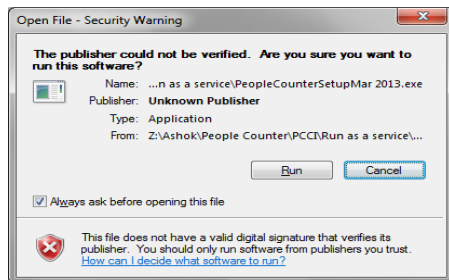 Open File - Security Warning
The publisher could not be verified. Are you sure you want to
run this software?
Name: ...n as a service\PeopleCounterSetupMar 2013.exe
Publisher: Unknown Publisher
Type: Application
From: Z:\Ashok\People Counter\PCCI\Run as a service\...
Run Cancel
Always ask before opening this file
This file does not have a valid digital signature that verifies its
publisher. You should only run software from publishers you trust.
How can I decide what software to run?